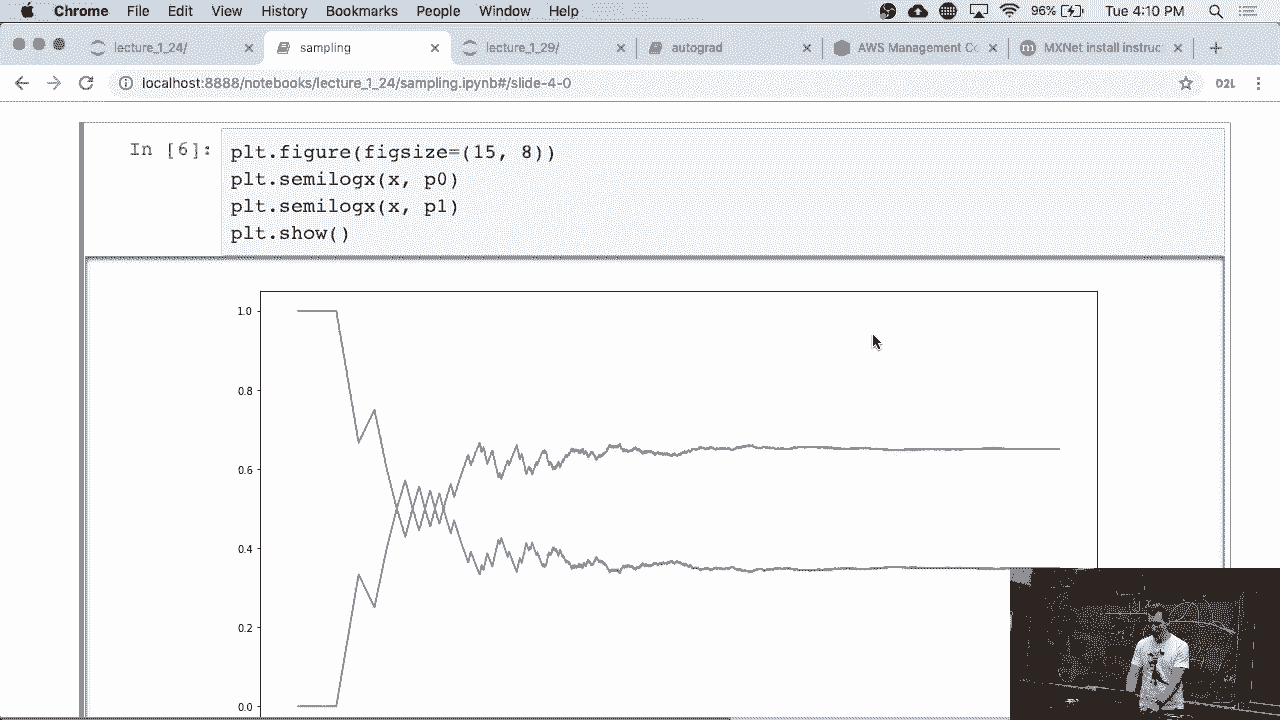 Chrome File Edit View History Bookmarks People Window Help 96% Tue 4:10 PM
lecture_1_24/ sampling lecture_1_29/ autograd AWS Management Co MXNet install instruc
localhost:8888/notebooks/lecture_1_24/sampling.ipynb#/slide-4-0 D2L
In [6]: plt.figure(figsize=(15, 8))
plt.semilogx(x, p0)
plt.semilogx(x, p1)
plt.show()
1.0
0.8
0.6
0.4
0.2
0.0